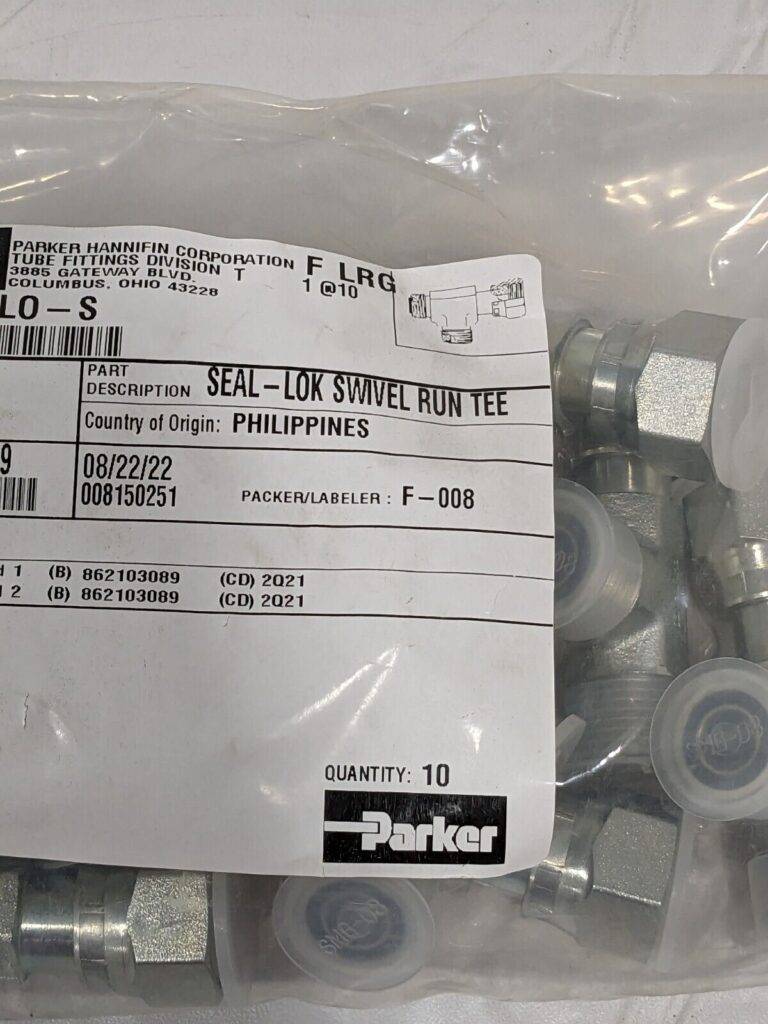 PARKER HANNIFIN CORPORATION
TUBE FITTINGS DIVISION T
3885 GATEWAY BLVD.
COLUMBUS, OHIO 43228
F LRG
1 @10
LO-S
PART
DESCRIPTION SEAL-LOK SWIVEL RUN TEE
Country of Origin: PHILIPPINES
9
08/22/22
008150251
PACKER/LABELER : F-008
1 (B) 862103089 (CD) 2Q21
2 (B) 862103089 (CD) 2Q21
QUANTITY: 10
Parker